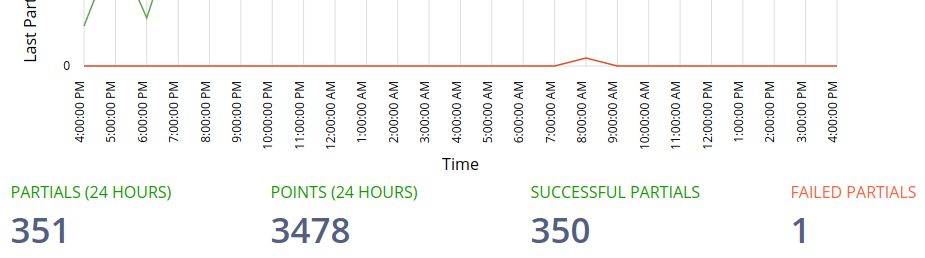 Last Part
0
4:00:00 PM
5:00:00 PM
6:00:00 PM
7:00:00 PM
8:00:00 PM
9:00:00 PM
10:00:00 PM
11:00:00 PM
12:00:00 AM
1:00:00 AM
2:00:00 AM
3:00:00 AM
4:00:00 AM
5:00:00 AM
6:00:00 AM
7:00:00 AM
8:00:00 AM
9:00:00 AM
10:00:00 AM
11:00:00 AM
12:00:00 PM
1:00:00 PM
2:00:00 PM
3:00:00 PM
4:00:00 PM
Time
PARTIALS (24 HOURS)
351
POINTS (24 HOURS)
3478
SUCCESSFUL PARTIALS
350
FAILED PARTIALS
1